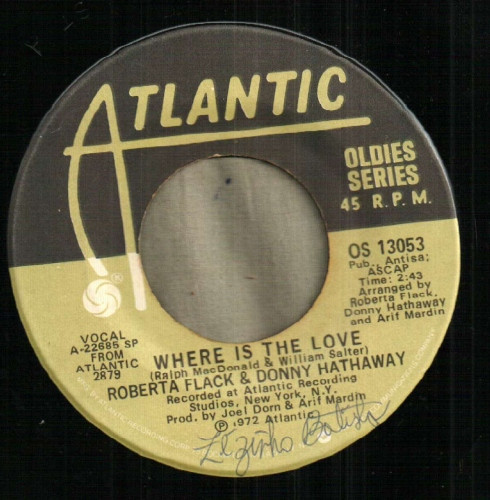 ATLANTIC
OLDIES
SERIES
45 R.P.M.
®
OS 13053
Pub. Antisa;
ASCAP
Time: 2:43
Arranged by
Roberta Flack,
Donny Hathaway
and Arif Mardin
VOCAL
A-22685 SP
FROM
ATLANTIC
2879
WHERE IS THE LOVE
(Ralph MacDonald & William Salter)
ROBERTA FLACK & DONNY HATHAWAY
Recorded at Atlantic Recording
Studios, New York, N.Y.
Prod. by Joel Dorn & Arif Mardin
℗1972 Atlantic
Batista